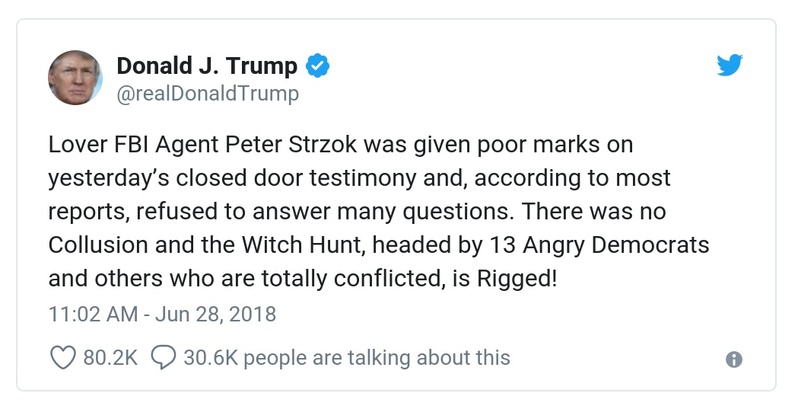 Donald J. Trump
@realDonaldTrump
Lover FBI Agent Peter Strzok was given poor marks on
yesterday’s closed door testimony and, according to most
reports, refused to answer many questions. There was no
Collusion and the Witch Hunt, headed by 13 Angry Democrats
and others who are totally conflicted, is Rigged!
11:02 AM - Jun 28, 2018
80.2K 30.6K people are talking about this